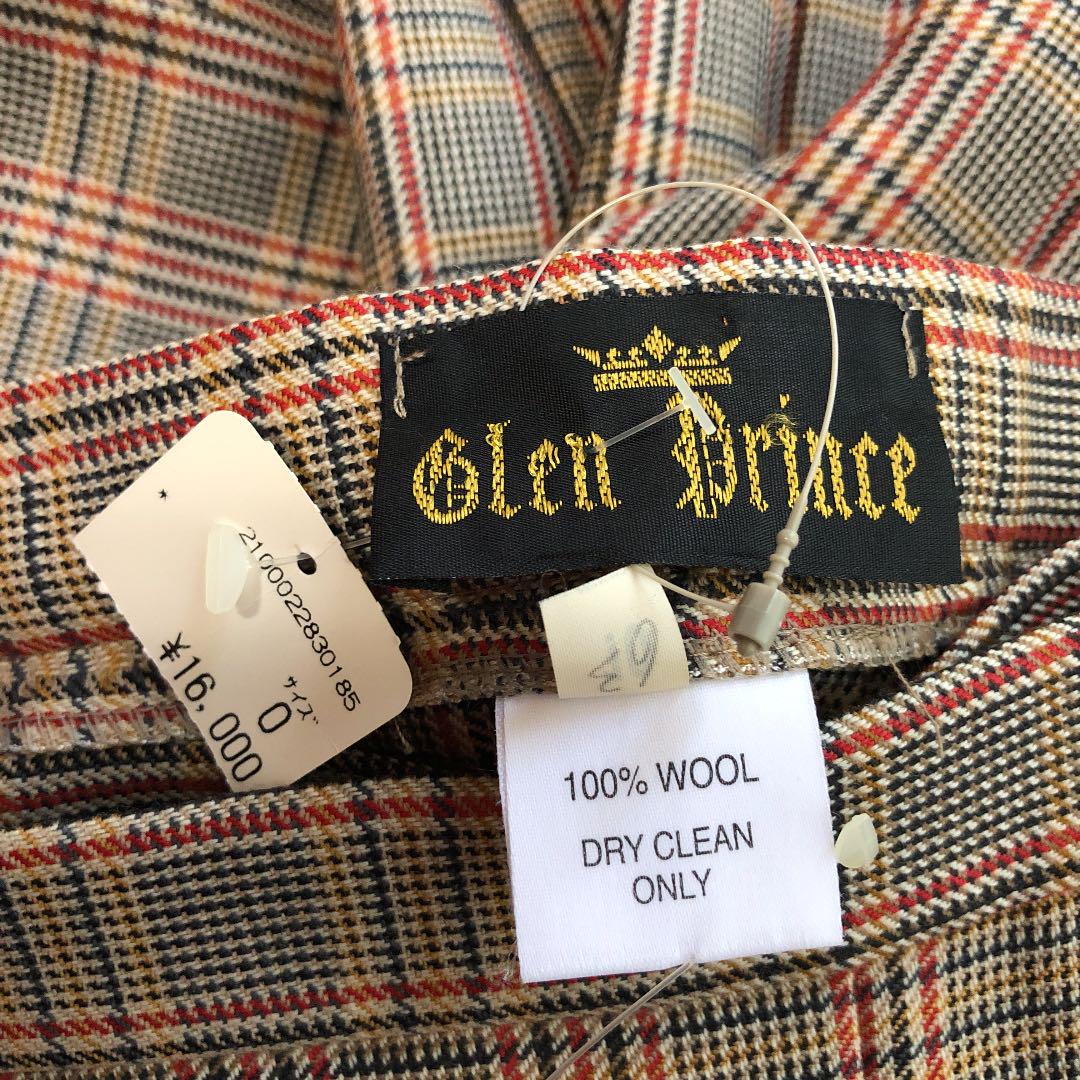 Glen Prince
2100022830185
サイズ
0
¥16,000
100% WOOL
DRY CLEAN
ONLY